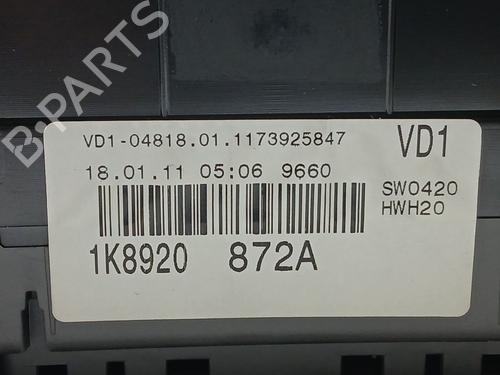 B-PARTS
VD1-04818.01.1173925847
VD1
18.01.11 05:06 9660
SW0420
HWH20
1K8920 872A